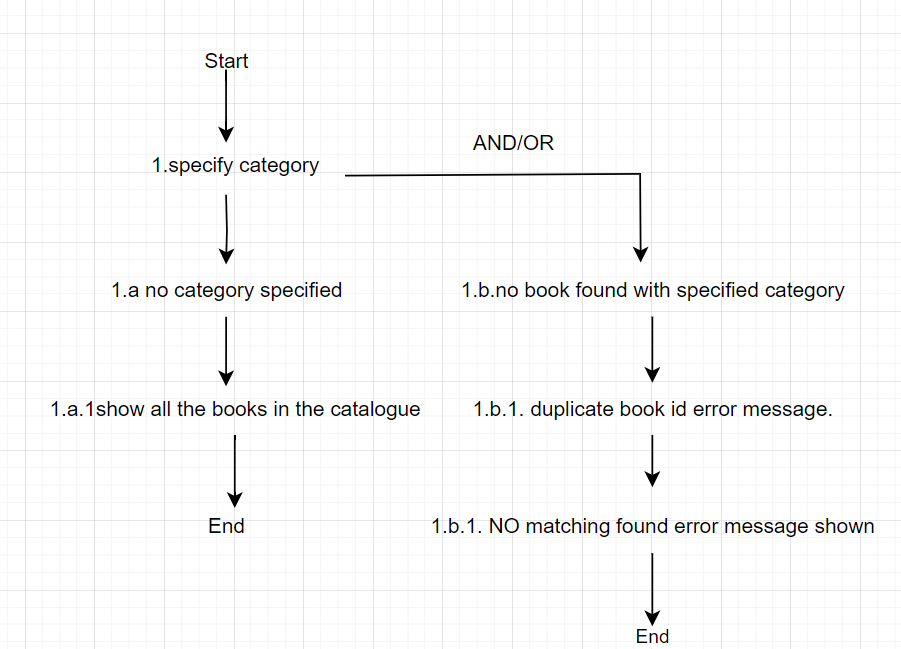 Start
AND/OR
1.specify category
1.a no category specified
1.b.no book found with specified category
1.a.1show all the books in the catalogue
1.b.1. duplicate book id error message.
End
1.b.1. NO matching found error message shown
End